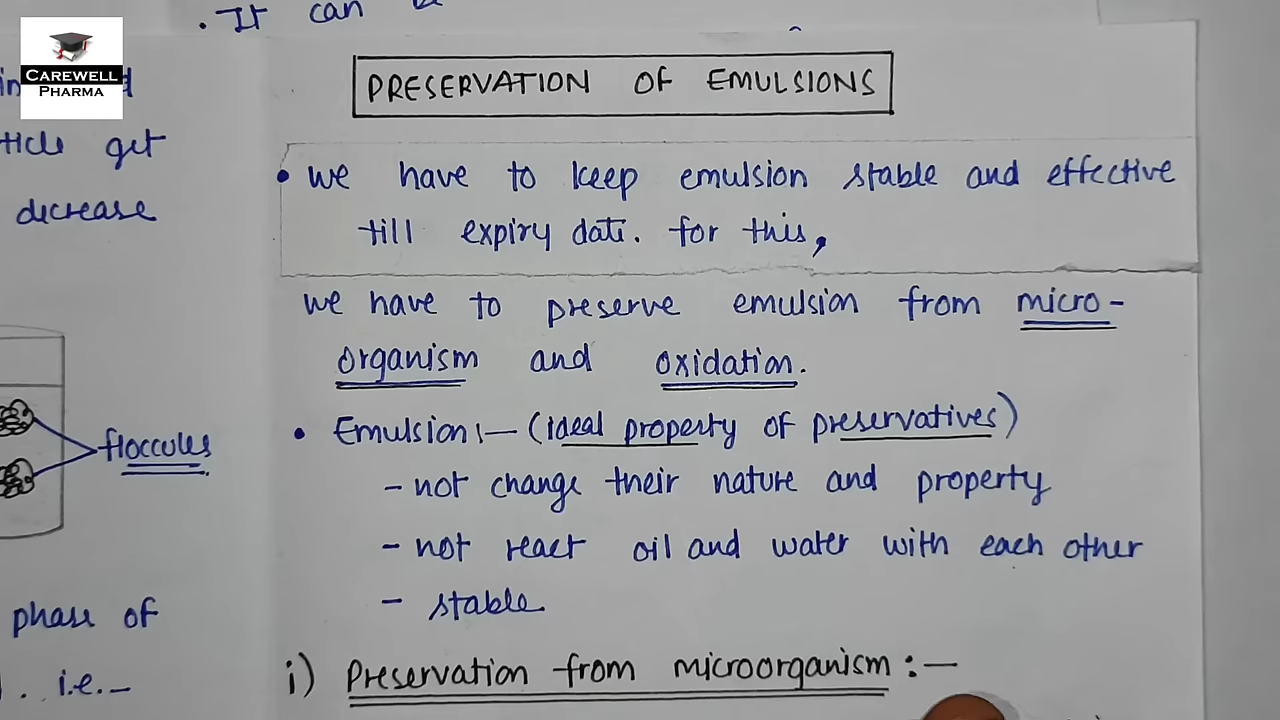 . It can be
CAREWELL
PHARMA
ticle get
decrease
floccules
phase of
. i.e.-
PRESERVATION OF EMULSIONS
• we have to keep emulsion stable and effective
till expiry date. for this,
we have to preserve emulsion from micro-
organism and oxidation.
• Emulsion:- (ideal property of preservatives)
- not change their nature and property
- not react oil and water with each other
- stable
i) Preservation from microorganism:-